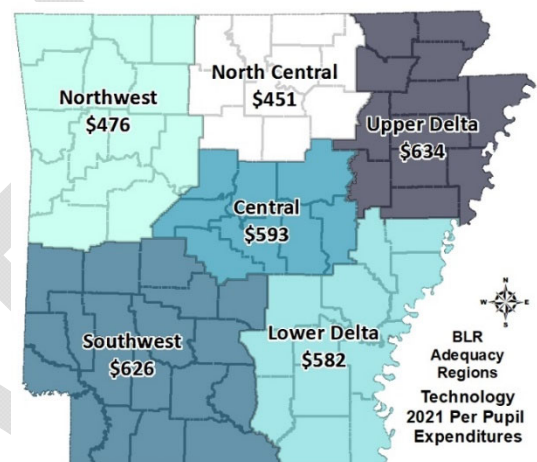 North Central
$451
Northwest
$476
Upper Delta
$634
Central
$593
Southwest
$626
Lower Delta
$582
N
W E
S
BLR
Adequacy
Regions
Technology
2021 Per Pupil
Expenditures